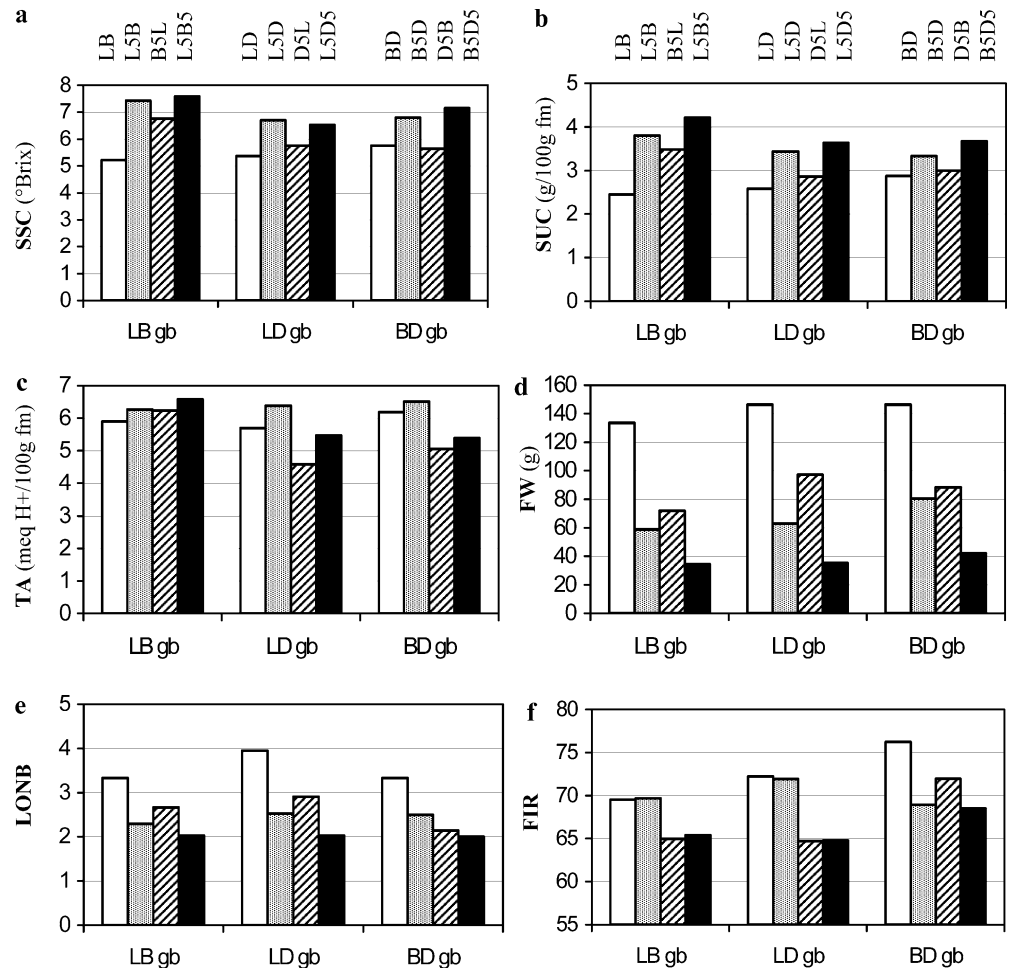 a
LB L5B B5L L5B5 LD L5D D5L L5D5 BD B5D D5B B5D5
SSC (°Brix)
8
7
6
5
4
3
2
1
0
LB gb LD gb BD gb
b
LB L5B B5L L5B5 LD L5D D5L L5D5 BD B5D D5B B5D5
SUC (g/100g fm)
5
4
3
2
1
0
LB gb LD gb BD gb
c
TA (meq H+/100g fm)
7
6
5
4
3
2
1
0
LB gb LD gb BD gb
d
FW (g)
160
140
120
100
80
60
40
20
0
LB gb LD gb BD gb
e
LONB
5
4
3
2
1
0
LB gb LD gb BD gb
f
FIR
80
75
70
65
60
55
LB gb LD gb BD gb